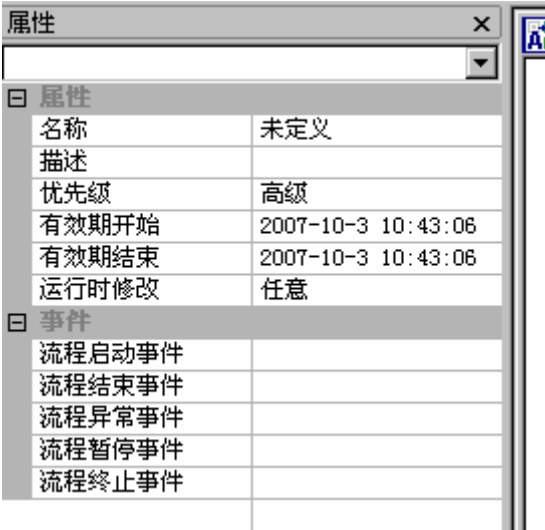 属性
属性
名称 未定义
描述
优先级 高级
有效期开始 2007-10-3 10:43:06
有效期结束 2007-10-3 10:43:06
运行时修改 任意
事件
流程启动事件
流程结束事件
流程异常事件
流程暂停事件
流程终止事件